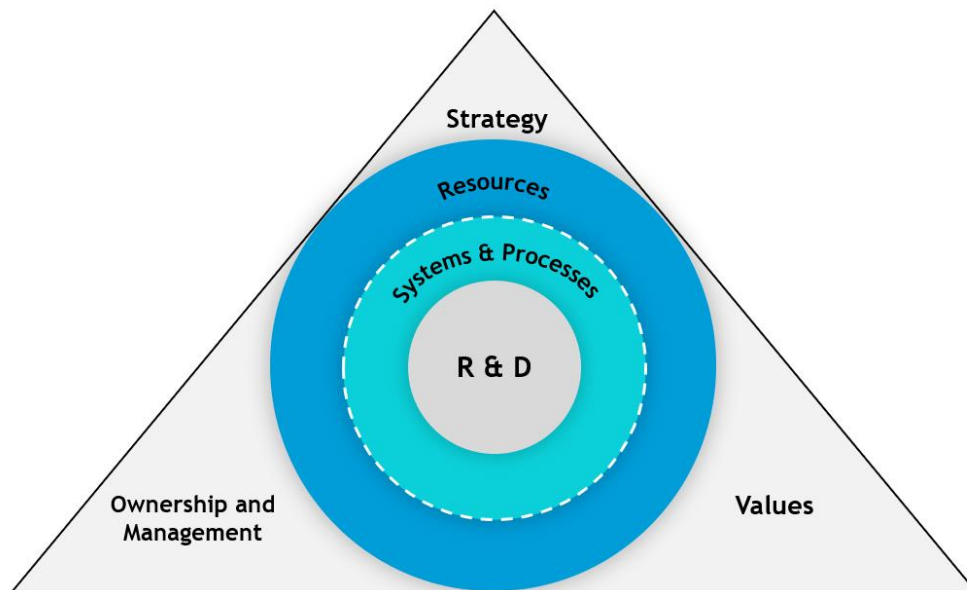 Strategy
Resources
Systems & Processes
R & D
Ownership and
Management
Values